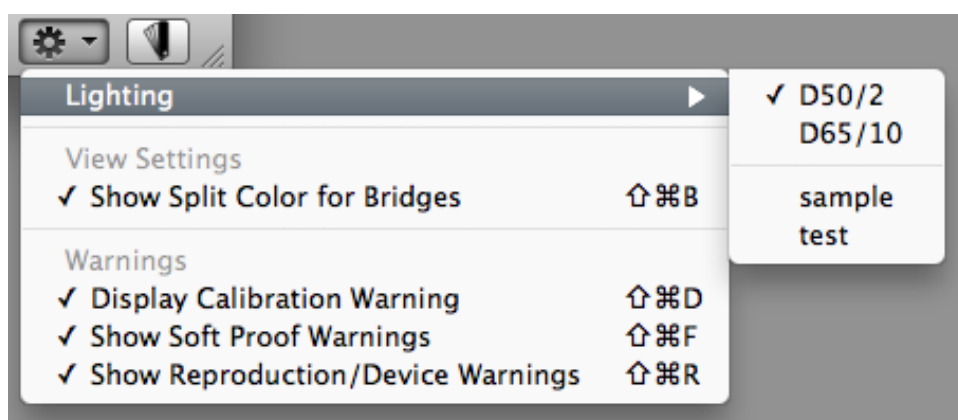 Lighting
D50/2
D65/10
sample
test
View Settings
✓ Show Split Color for Bridges ⇧⌘B
Warnings
✓ Display Calibration Warning ⇧⌘D
✓ Show Soft Proof Warnings ⇧⌘F
✓ Show Reproduction/Device Warnings ⇧⌘R